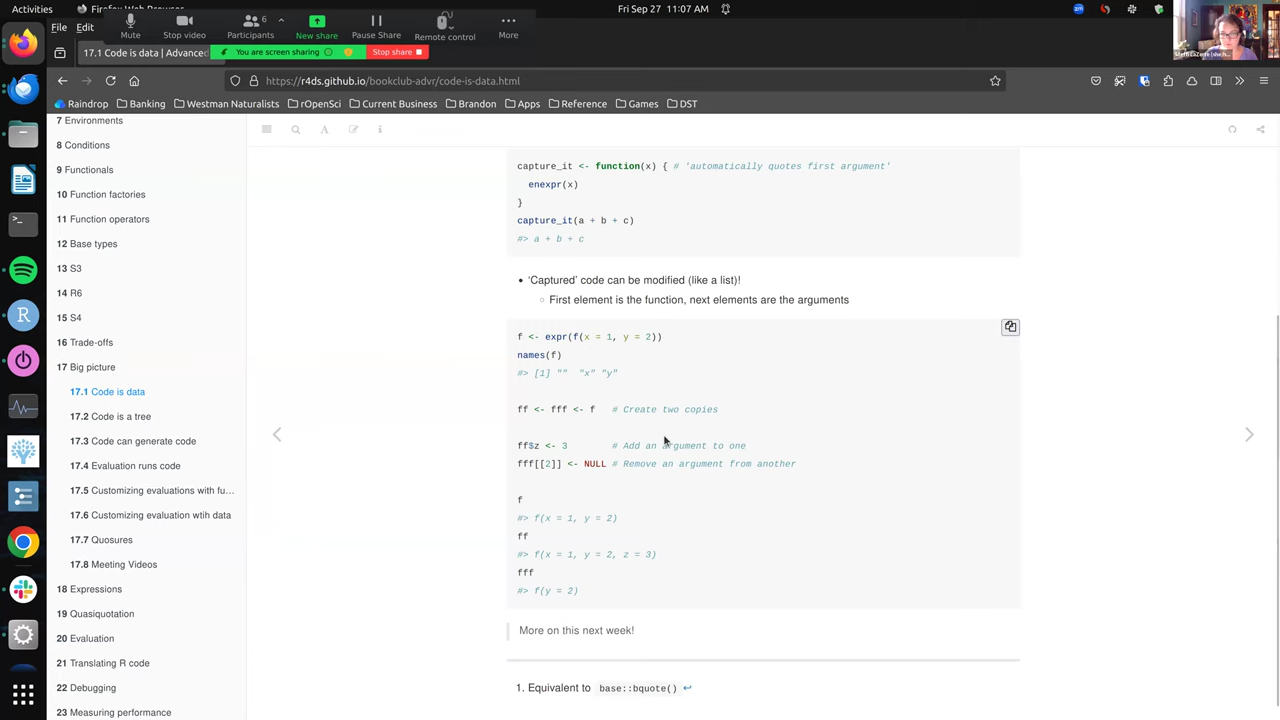 Activities
Firefox Web Browser
Fri Sep 27 11:07 AM
File
Edit
Mute
Stop video
6
Participants
New share
Pause Share
Remote control
More
You are screen sharing
Stop share
17.1 Code is data | Advanced
https://r4ds.github.io/bookclub-advr/code-is-data.html
Raindrop
Banking
Westman Naturalists
rOpenSci
Current Business
Brandon
Apps
Reference
Games
DST
7 Environments
8 Conditions
9 Functionals
10 Function factories
11 Function operators
12 Base types
13 S3
14 R6
15 S4
16 Trade-offs
17 Big picture
17.1 Code is data
17.2 Code is a tree
17.3 Code can generate code
17.4 Evaluation runs code
17.5 Customizing evaluations with fu…
17.6 Customizing evaluation wtih data
17.7 Quosures
17.8 Meeting Videos
18 Expressions
19 Quasiquotation
20 Evaluation
21 Translating R code
22 Debugging
23 Measuring performance
capture_it <- function(x) { # 'automatically quotes first argument'
enexpr(x)
}
capture_it(a + b + c)
#> a + b + c
• 'Captured' code can be modified (like a list)!
○ First element is the function, next elements are the arguments
f <- expr(f(x = 1, y = 2))
names(f)
#> [1] "" "x" "y"
ff <- fff <- f # Create two copies
ff$z <- 3 # Add an argument to one
fff[[2]] <- NULL # Remove an argument from another
f
#> f(x = 1, y = 2)
ff
#> f(x = 1, y = 2, z = 3)
fff
#> f(y = 2)
More on this next week!
1. Equivalent to base::bquote() ↩